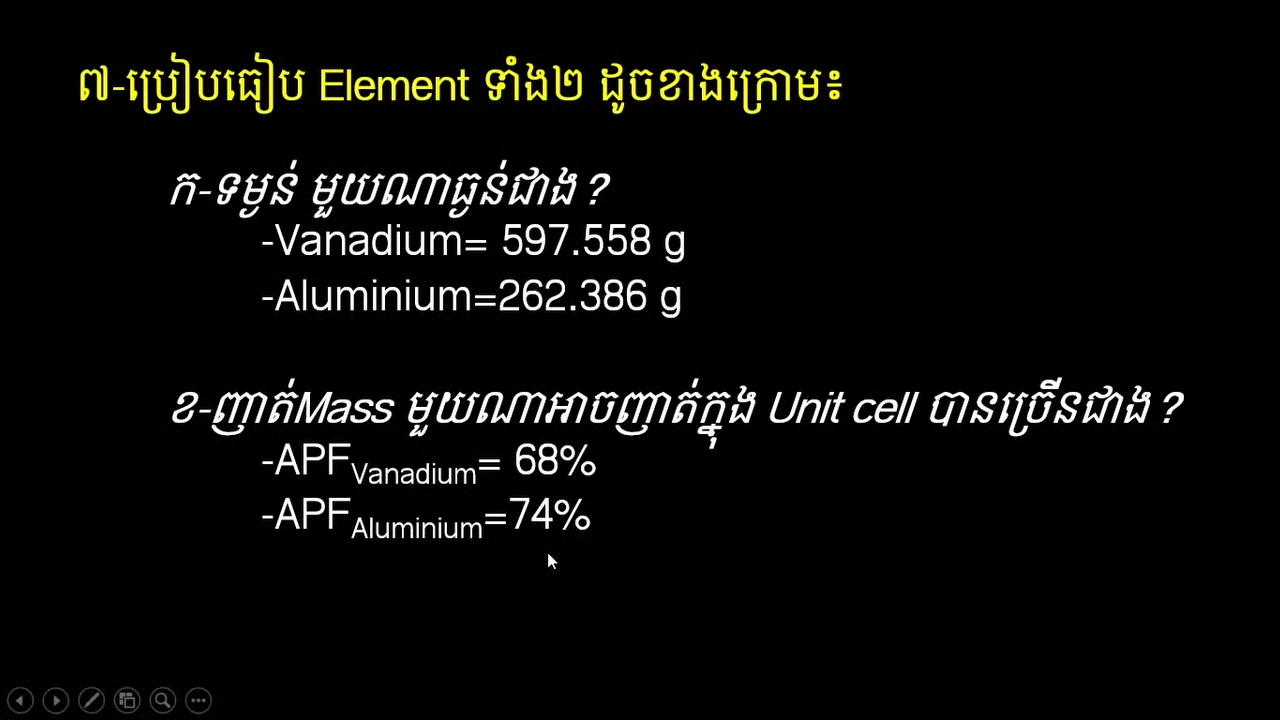 ៧-ប្រៀបធៀប Element ទាំង២ ដូចខាងក្រោម៖
ក-ទម្ងន់ មួយណាធ្ងន់ជាង ?
-Vanadium= 597.558 g
-Aluminium=262.386 g
ខ-ញាត់Mass មួយណាអាចញាត់ក្នុង Unit cell បានច្រើនជាង ?
-APFVanadium= 68%
-APFAluminium=74%